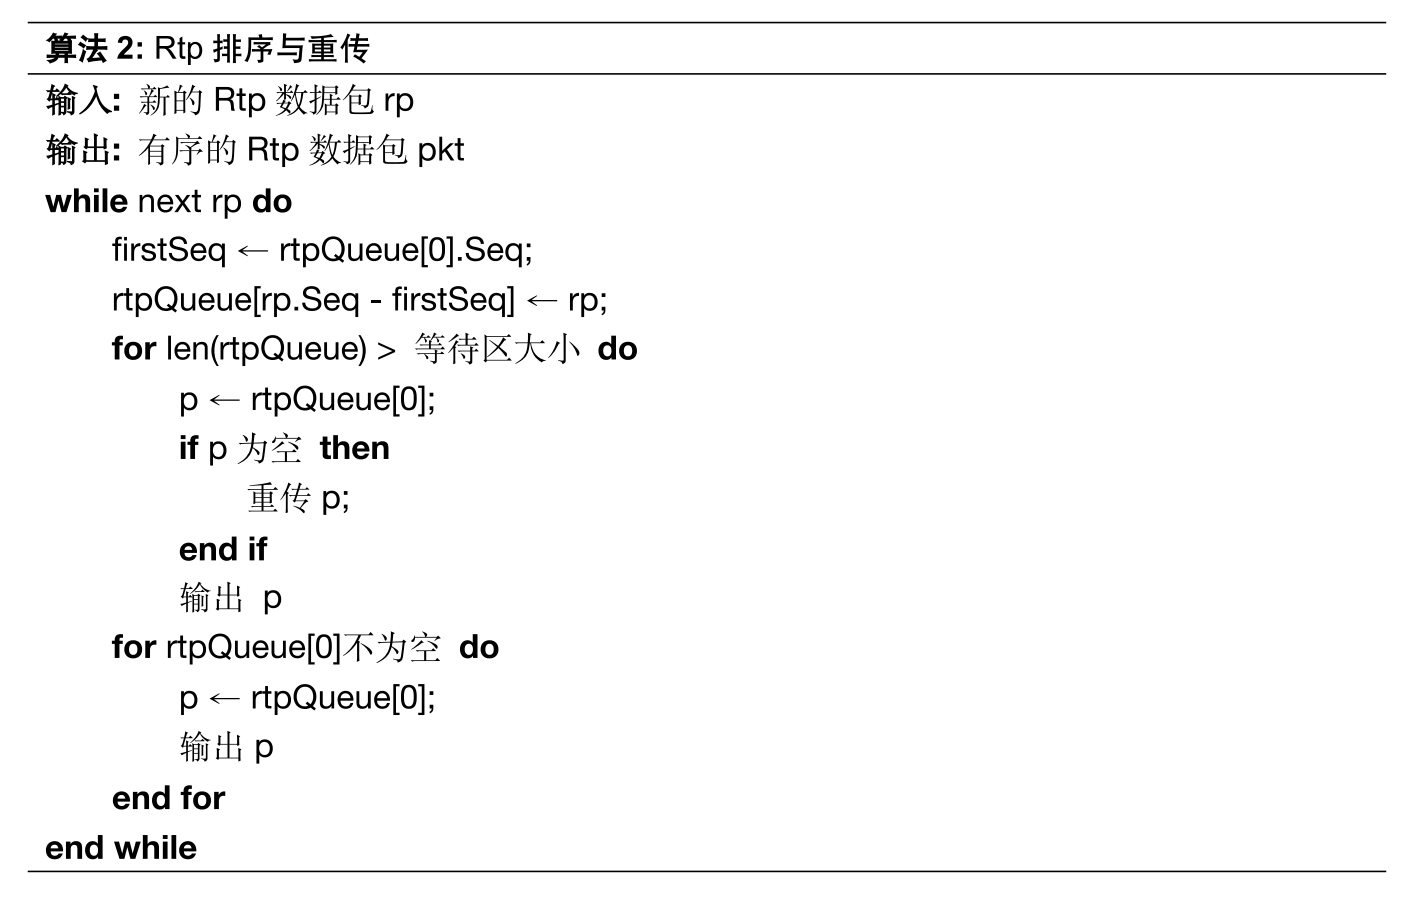 算法 2: Rtp 排序与重传
输入: 新的 Rtp 数据包 rp
输出: 有序的 Rtp 数据包 pkt
while next rp do
firstSeq ← rtpQueue[0].Seq;
rtpQueue[rp.Seq - firstSeq] ← rp;
for len(rtpQueue) > 等待区大小 do
p ← rtpQueue[0];
if p 为空 then
重传 p;
end if
输出 p
for rtpQueue[0]不为空 do
p ← rtpQueue[0];
输出 p
end for
end while